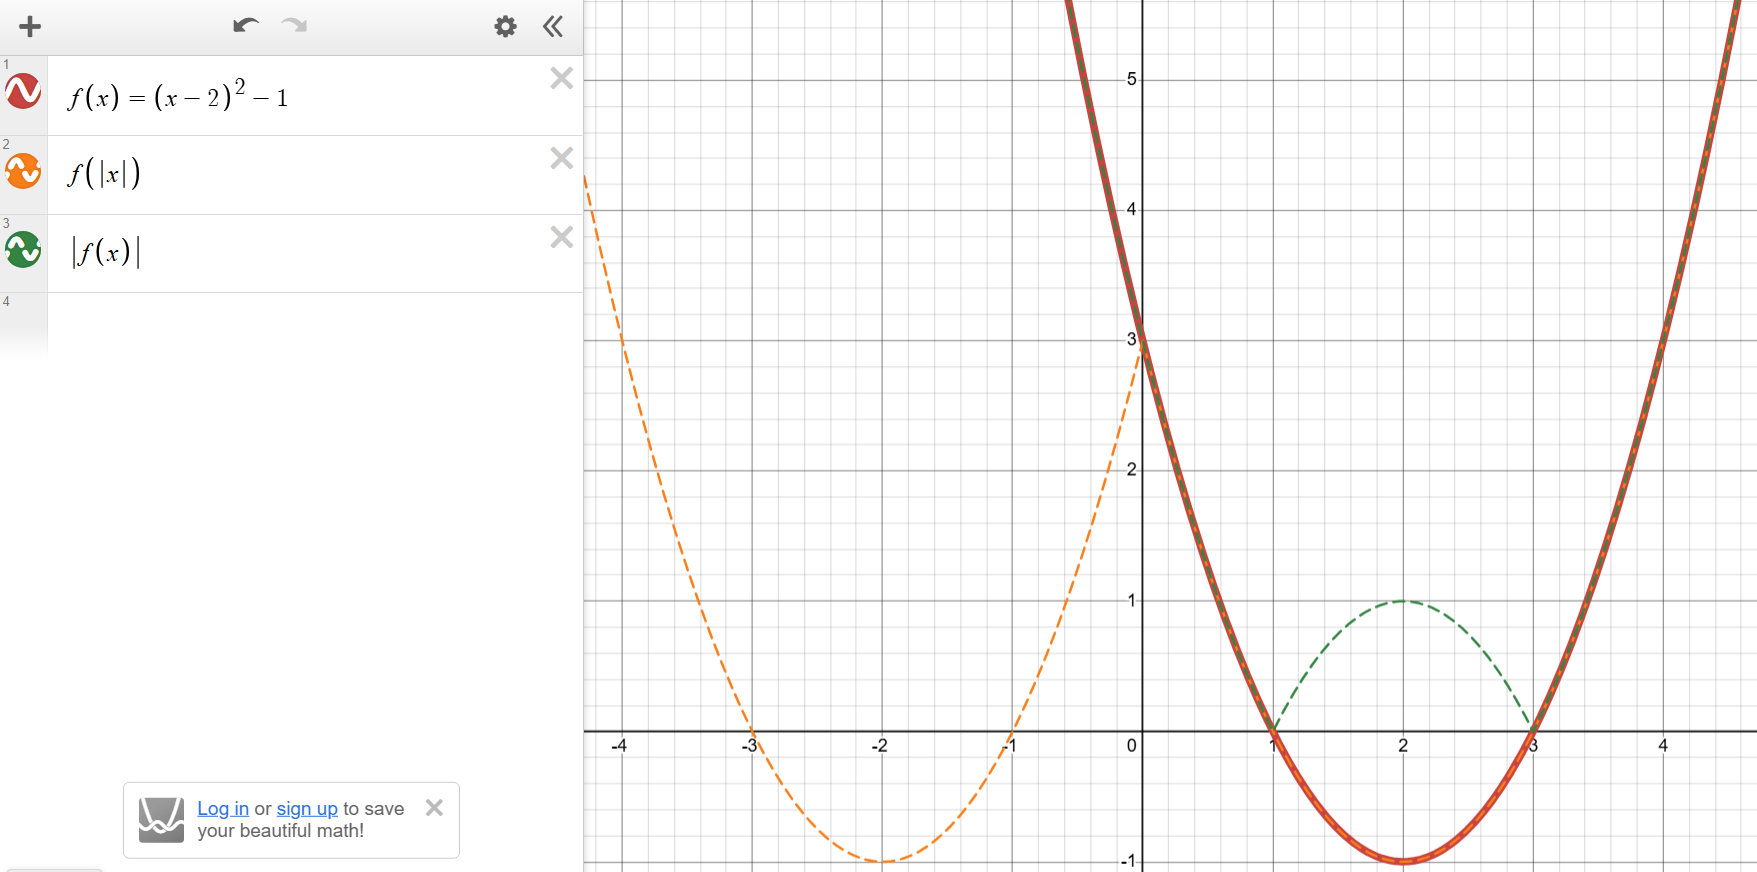 1
f(x) = (x − 2)² − 1
2
f(|x|)
3
|f(x)|
4
Log in or sign up to save
your beautiful math!
5
4
3
2
1
-4 -3 -2 -1 0 1 2 3 4
-1